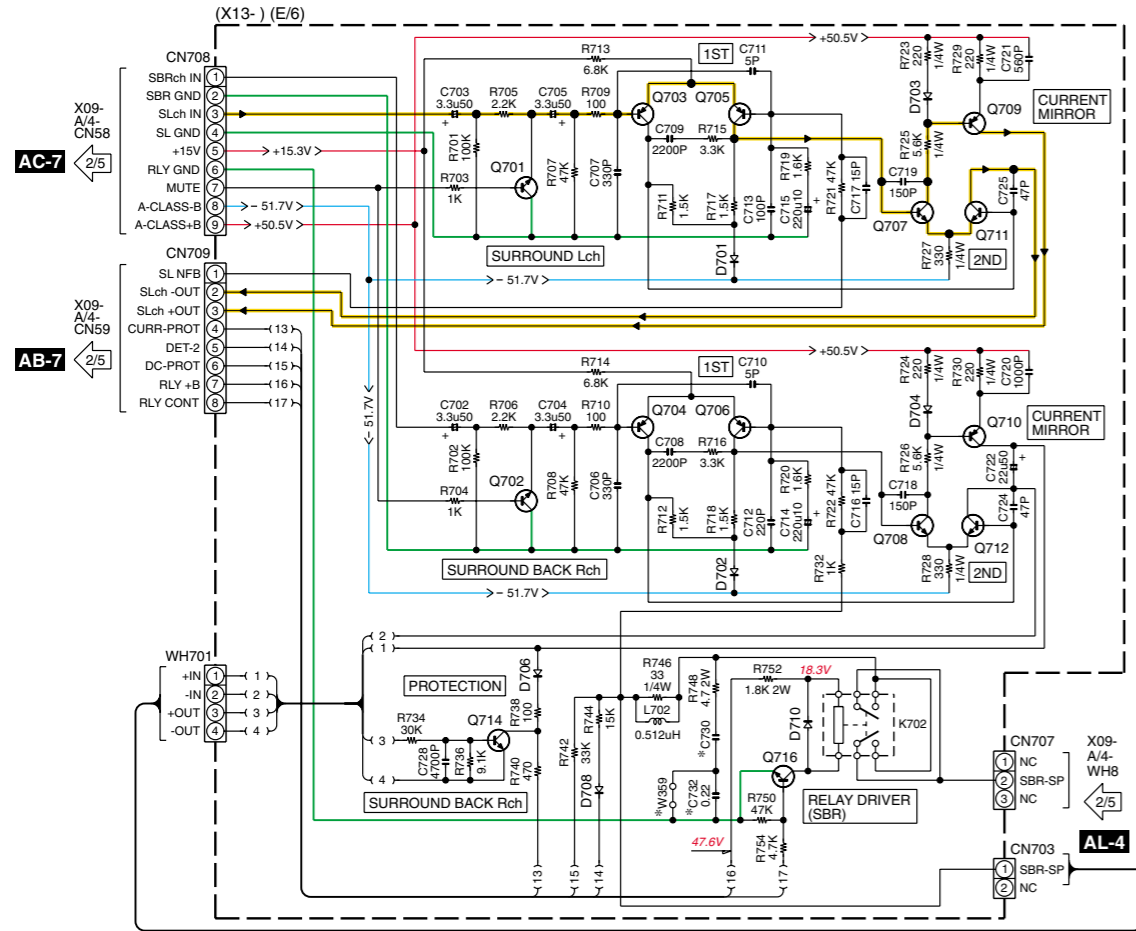 (X13- ) (E/6)
CN708
X09-
A/4-
CN58
AC-7
2/5
1 SBRch IN
2 SBR GND
3 SLch IN
4 SL GND
5 +15V
6 RLY GND
7 MUTE
8 A-CLASS-B
9 A-CLASS+B
+15.3V
- 51.7V
+50.5V
CN709
X09-
A/4-
CN59
AB-7
2/5
1 SL NFB
2 SLch -OUT
3 SLch +OUT
4 CURR-PROT
5 DET-2
6 DC-PROT
7 RLY +B
8 RLY CONT
13
14
15
16
17
+50.5V
R713
6.8K
C711
5P
1ST
C703
3.3u50
+
R705
2.2K
C705
3.3u50
+
R709
100
Q703
Q705
R701
100K
R703
1K
Q701
R707
47K
C707
330P
C709
2200P
R715
3.3K
R711
1.5K
R717
1.5K
C713
100P
C715
220u10
+
R719
1.6K
R721 47K
C717 15P
D701
SURROUND Lch
- 51.7V
R723
220
1/4W
R729
220
1/4W
C721
560P
D703
Q709
CURRENT
MIRROR
R725
5.6K
1/4W
C719
150P
C725
47P
Q707
Q711
R727
330
1/4W
2ND
- 51.7V
+50.5V
R714
6.8K
C710
5P
1ST
C702
3.3u50
+
R706
2.2K
C704
3.3u50
+
R710
100
Q704
Q706
R702
100K
R704
1K
Q702
R708
47K
C706
330P
C708
2200P
R716
3.3K
R712
1.5K
R718
1.5K
C712
220P
C714
220u10
+
R720
1.6K
R722 47K
C716 15P
R732
1K
D702
SURROUND BACK Rch
- 51.7V
R724
220
1/4W
R730
220
1/4W
C720
1000P
D704
Q710
CURRENT
MIRROR
R726
5.6K
1/4W
C722
22u50
+
C718
150P
C724
47P
Q708
Q712
R728
330
1/4W
2ND
WH701
1 +IN
2 -IN
3 +OUT
4 -OUT
1
2
3
4
2
1
3
4
PROTECTION
R734
30K
C728
4700P
R736
9.1K
Q714
D706
R738
100
R740
470
SURROUND BACK Rch
R742
33K
R744
15K
D708
R746
33
1/4W
L702
0.512uH
R748
4.7 2W
*C730
*W359
*C732
0.22
R752
1.8K 2W
18.3V
D710
K702
Q716
R750
47K
R754
4.7K
RELAY DRIVER
(SBR)
47.6V
13
15
14
16
17
CN707
1 NC
2 SBR-SP
3 NC
X09-
A/4-
WH8
2/5
AL-4
CN703
1 SBR-SP
2 NC